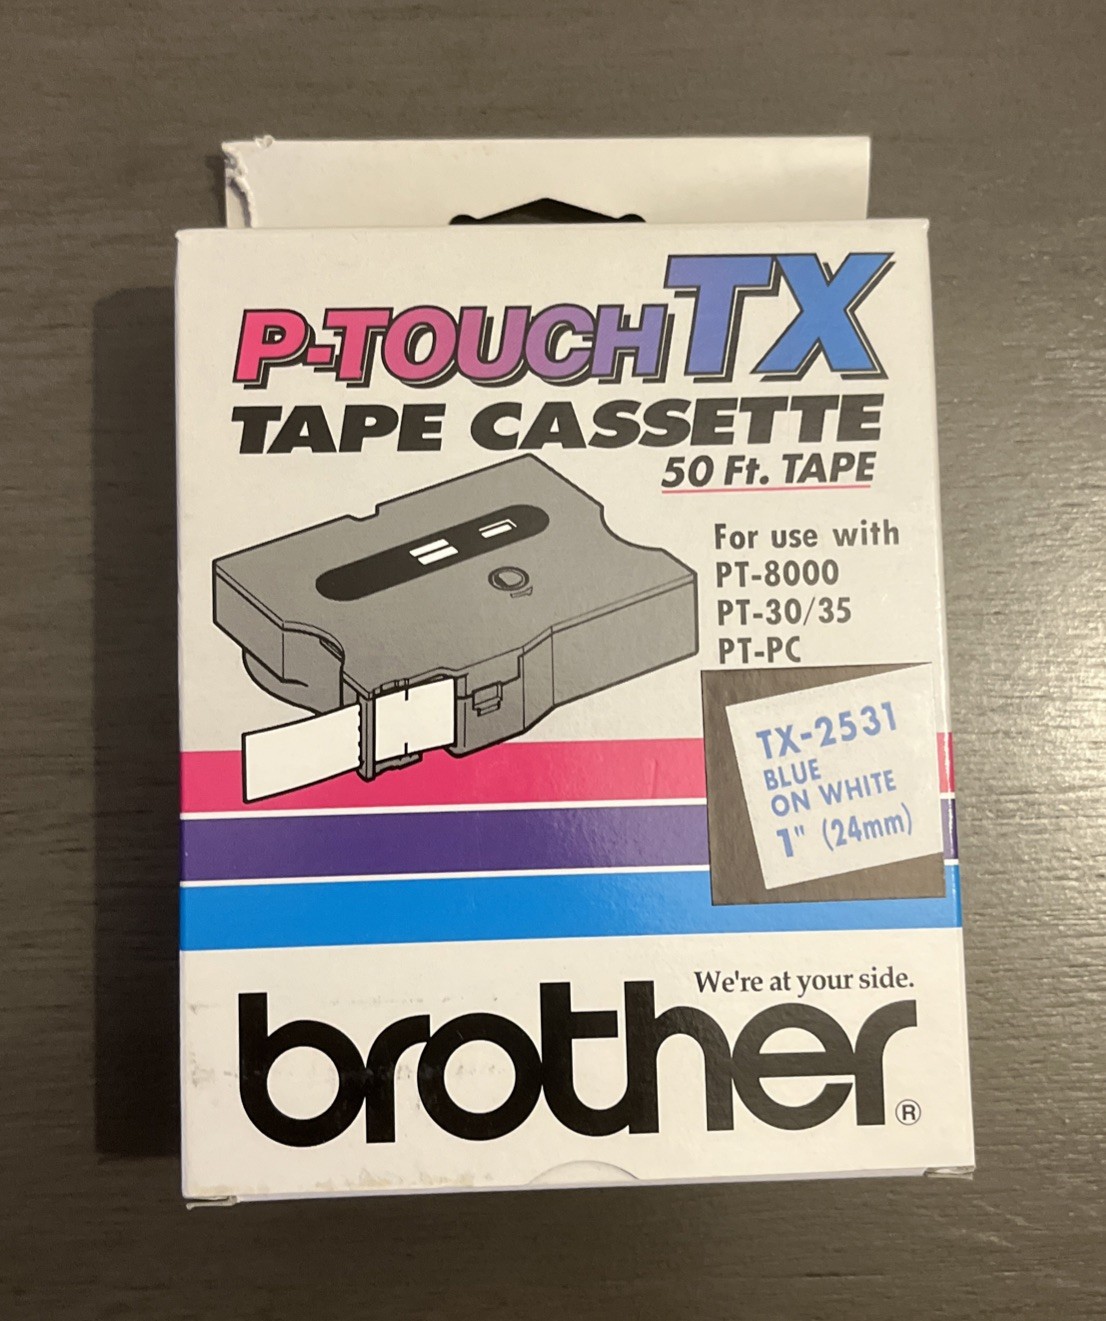 P-TOUCH TX
TAPE CASSETTE
50 Ft. TAPE
For use with
PT-8000
PT-30/35
PT-PC
TX-2531
BLUE
ON WHITE
1" (24mm)
We're at your side.
brother®